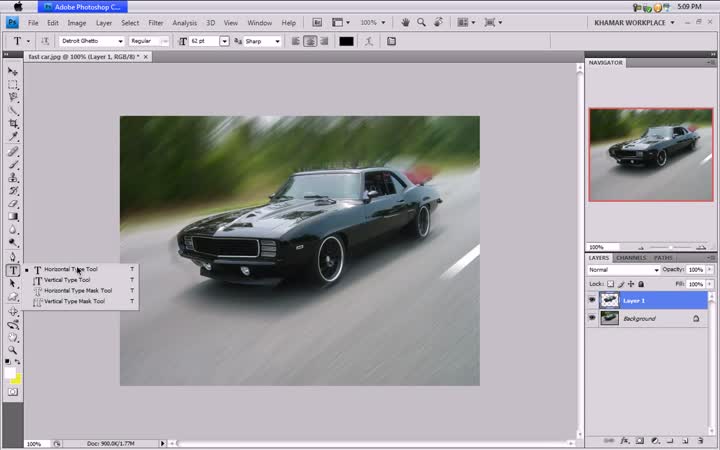 Adobe Photoshop C...
5:09 PM
Ps File Edit Image Layer Select Filter Analysis 3D View Window Help Br 100% KHAMAR WORKPLACE
T Detroit Ghetto Regular 62 pt Sharp
fast car.jpg @ 100% (Layer 1, RGB/8) *
NAVIGATOR
T Horizontal Type Tool T
Vertical Type Tool T
Horizontal Type Mask Tool T
Vertical Type Mask Tool T
100%
LAYERS CHANNELS PATHS
Normal Opacity: 100%
Lock: Fill: 100%
Layer 1
Background
100% Doc: 900.0K/1.77M